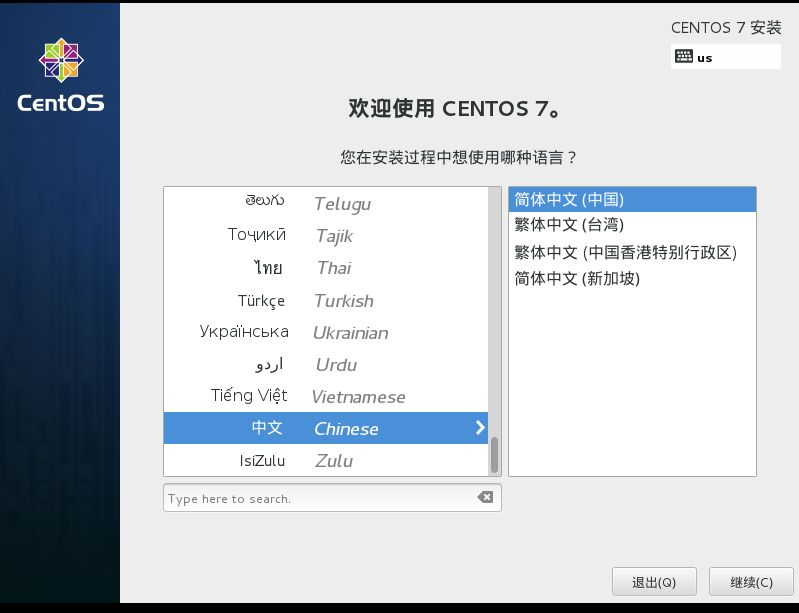 CentOS
CENTOS 7 安装
us
欢迎使用 CENTOS 7。
您在安装过程中想使用哪种语言？
తెలుగు Telugu
Тоҷикӣ Tajik
ไทย Thai
Türkçe Turkish
Українська Ukrainian
اردو Urdu
Tiếng Việt Vietnamese
中文 Chinese
IsiZulu Zulu
简体中文 (中国)
繁体中文 (台湾)
繁体中文 (中国香港特别行政区)
简体中文 (新加坡)
Type here to search.
退出(Q)
继续(C)